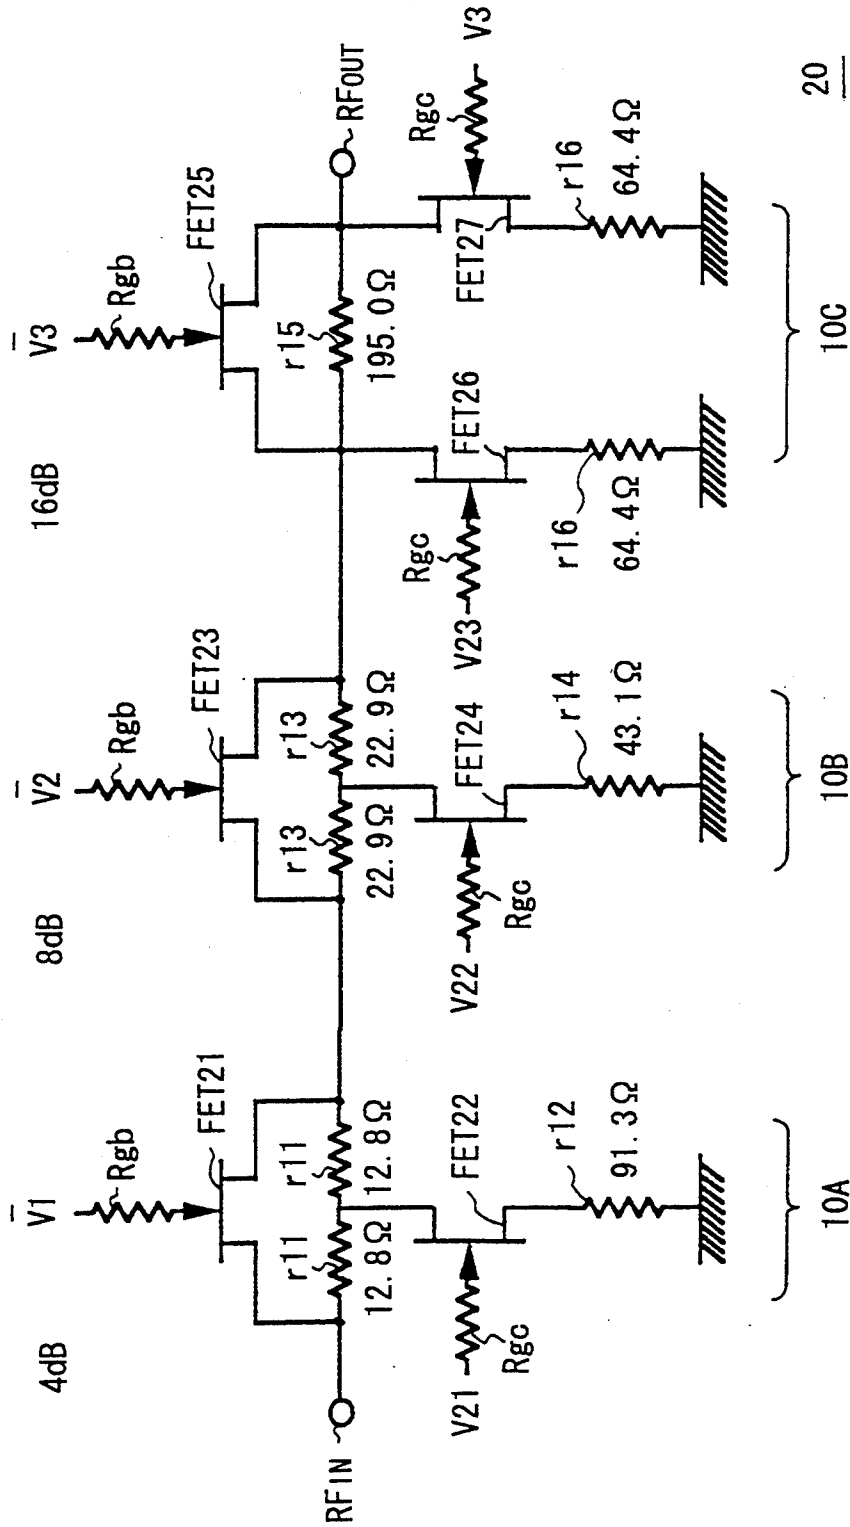 4dB
8dB
16dB
V̅1̅
V̅2̅
V̅3̅
Rgb
Rgb
Rgb
FET21
FET23
FET25
RFIN
r11
r11
r13
r13
r15
RFOUT
12.8Ω
12.8Ω
22.9Ω
22.9Ω
195.0Ω
V21
Rgc
FET22
V22
Rgc
FET24
V23
Rgc
FET26
FET27
Rgc
V3
r12
91.3Ω
r14
43.1Ω
r16
64.4Ω
r16
64.4Ω
10A
10B
10C
20